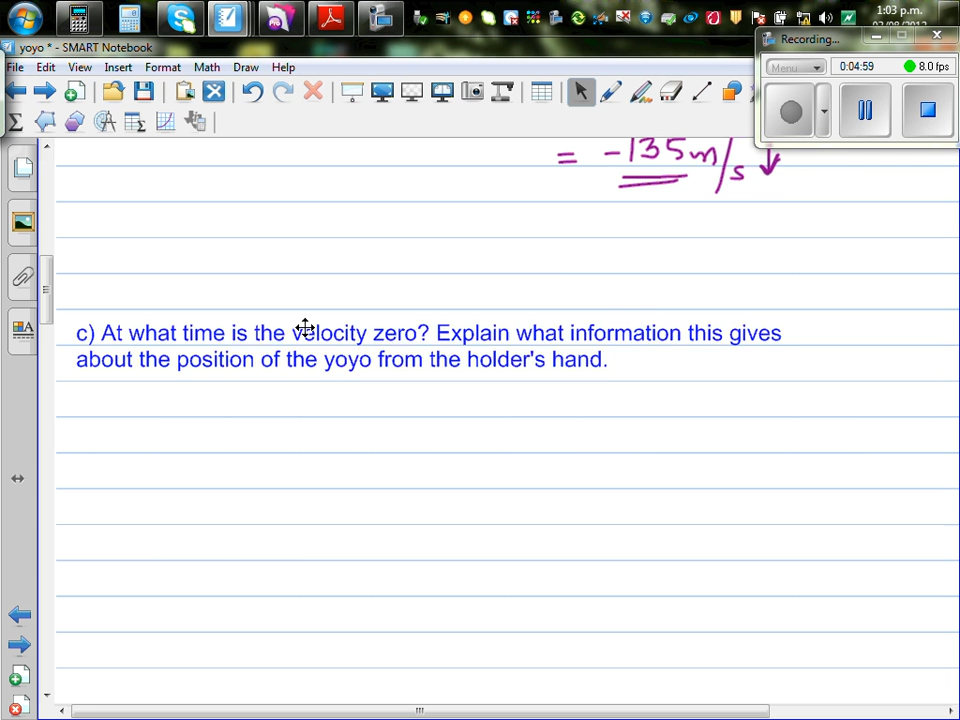 1:03 p.m.
yoyo * - SMART Notebook
Recording...
File Edit View Insert Format Math Draw Help
Menu 0:04:59 8.0 fps
= -135 m/s ↓
c) At what time is the velocity zero? Explain what information this gives
about the position of the yoyo from the holder's hand.